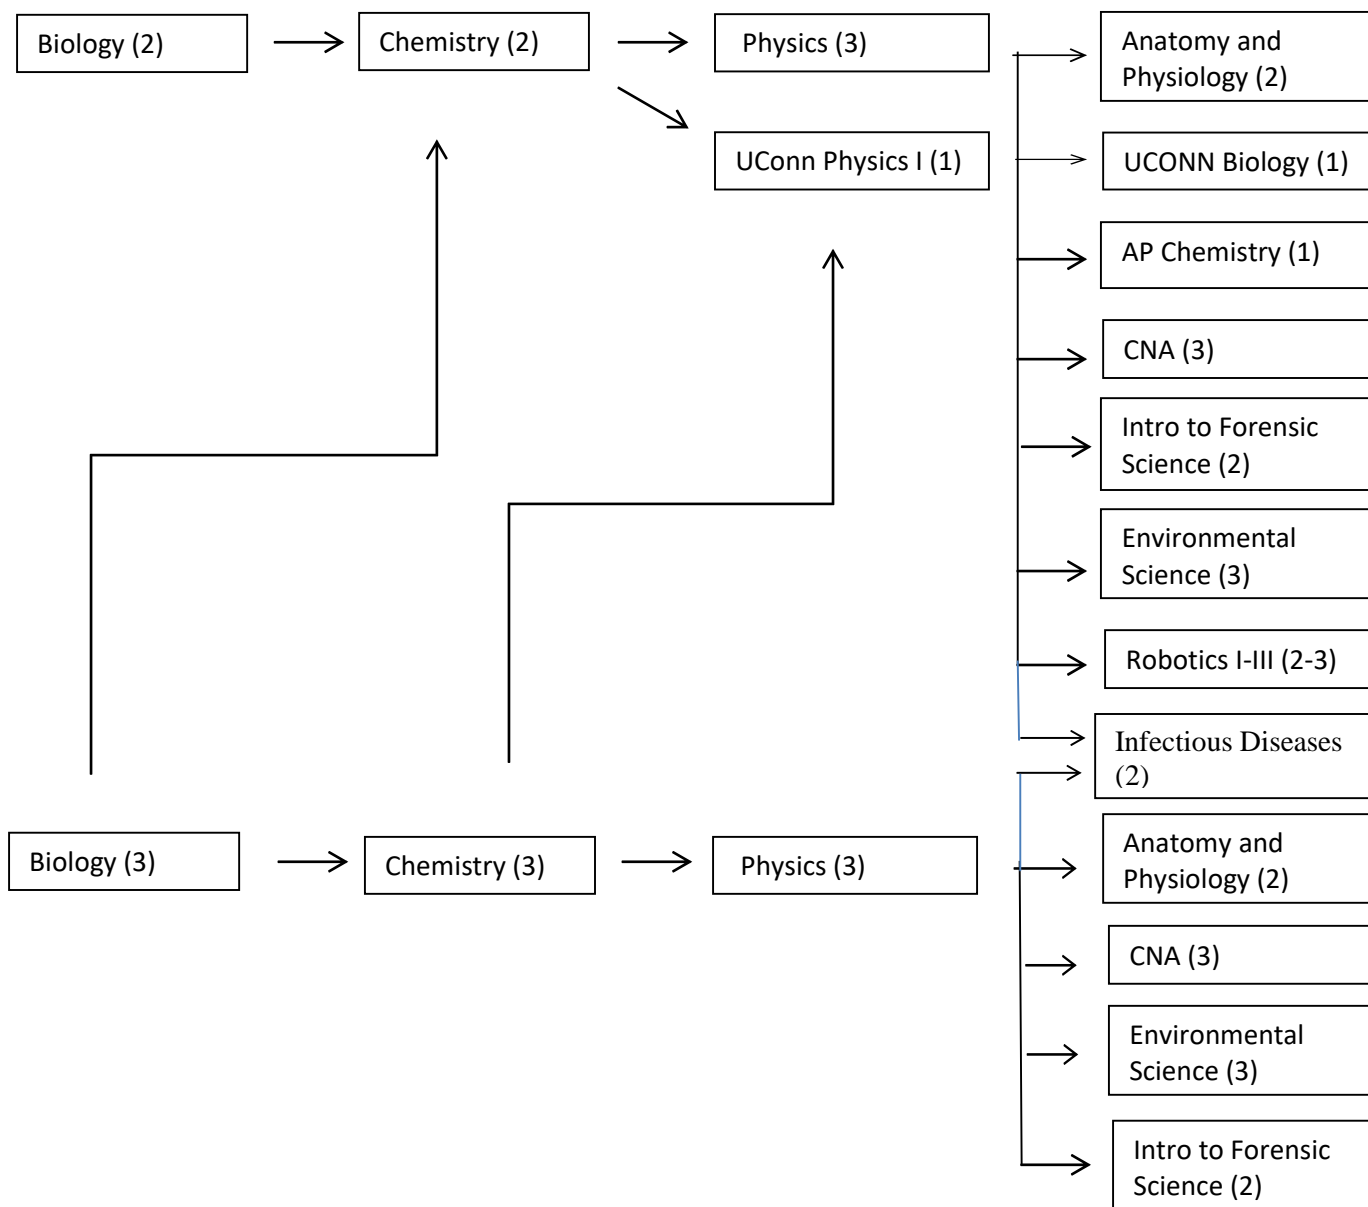 Biology (2)
Chemistry (2)
Physics (3)
Anatomy and
Physiology (2)
UConn Physics I (1)
UCONN Biology (1)
AP Chemistry (1)
CNA (3)
Intro to Forensic
Science (2)
Environmental
Science (3)
Robotics I-III (2-3)
Infectious Diseases
(2)
Biology (3)
Chemistry (3)
Physics (3)
Anatomy and
Physiology (2)
CNA (3)
Environmental
Science (3)
Intro to Forensic
Science (2)